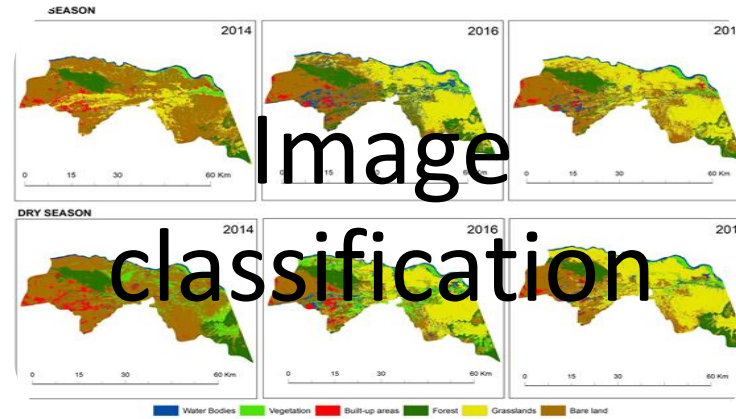 SEASON
2014
2016
201
0 15 30 60 Km
0 15 30 60 Km
0 15 30 60 Km
Image
DRY SEASON
2014
2016
201
classification
0 15 30 60 Km
0 15 30 60 Km
0 15 30 60 Km
Water Bodies Vegetation Built-up areas Forest Grasslands Bare land